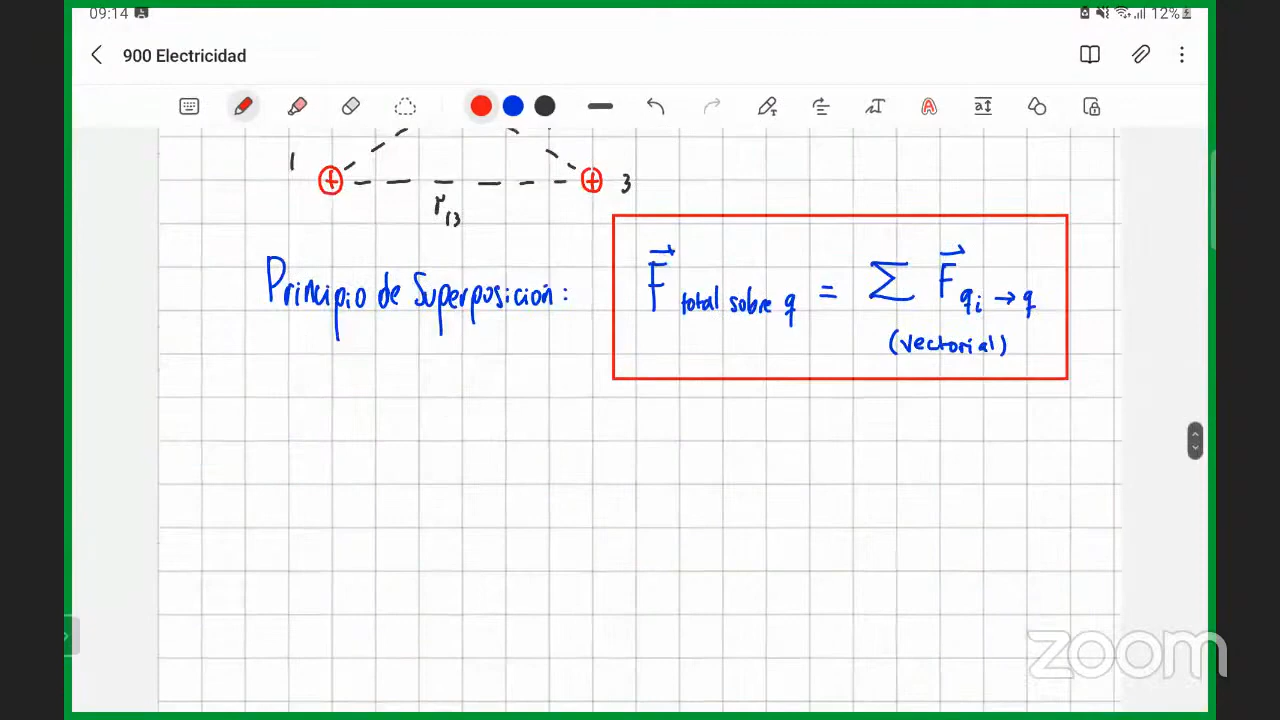 09:14 12%
900 Electricidad
1
3
r₁₃
Principio de Superposición:
F⃗ total sobre q = Σ F⃗ qᵢ → q
(vectorial)
zoom